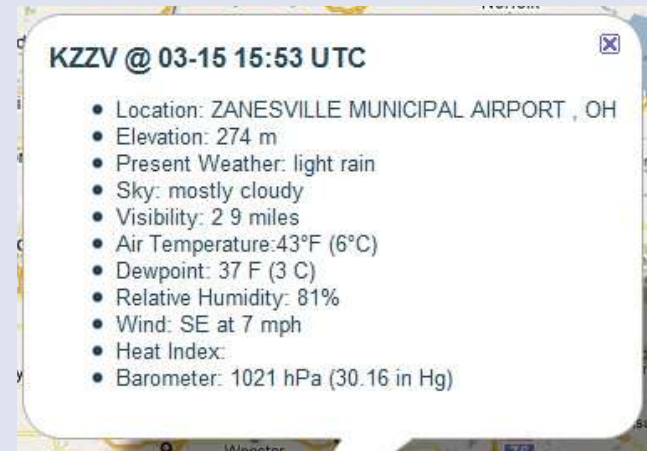 KZZV @ 03-15 15:53 UTC
Location: ZANESVILLE MUNICIPAL AIRPORT , OH
Elevation: 274 m
Present Weather: light rain
Sky: mostly cloudy
Visibility: 2 9 miles
Air Temperature:43°F (6°C)
Dewpoint: 37 F (3 C)
Relative Humidity: 81%
Wind: SE at 7 mph
Heat Index:
Barometer: 1021 hPa (30.16 in Hg)